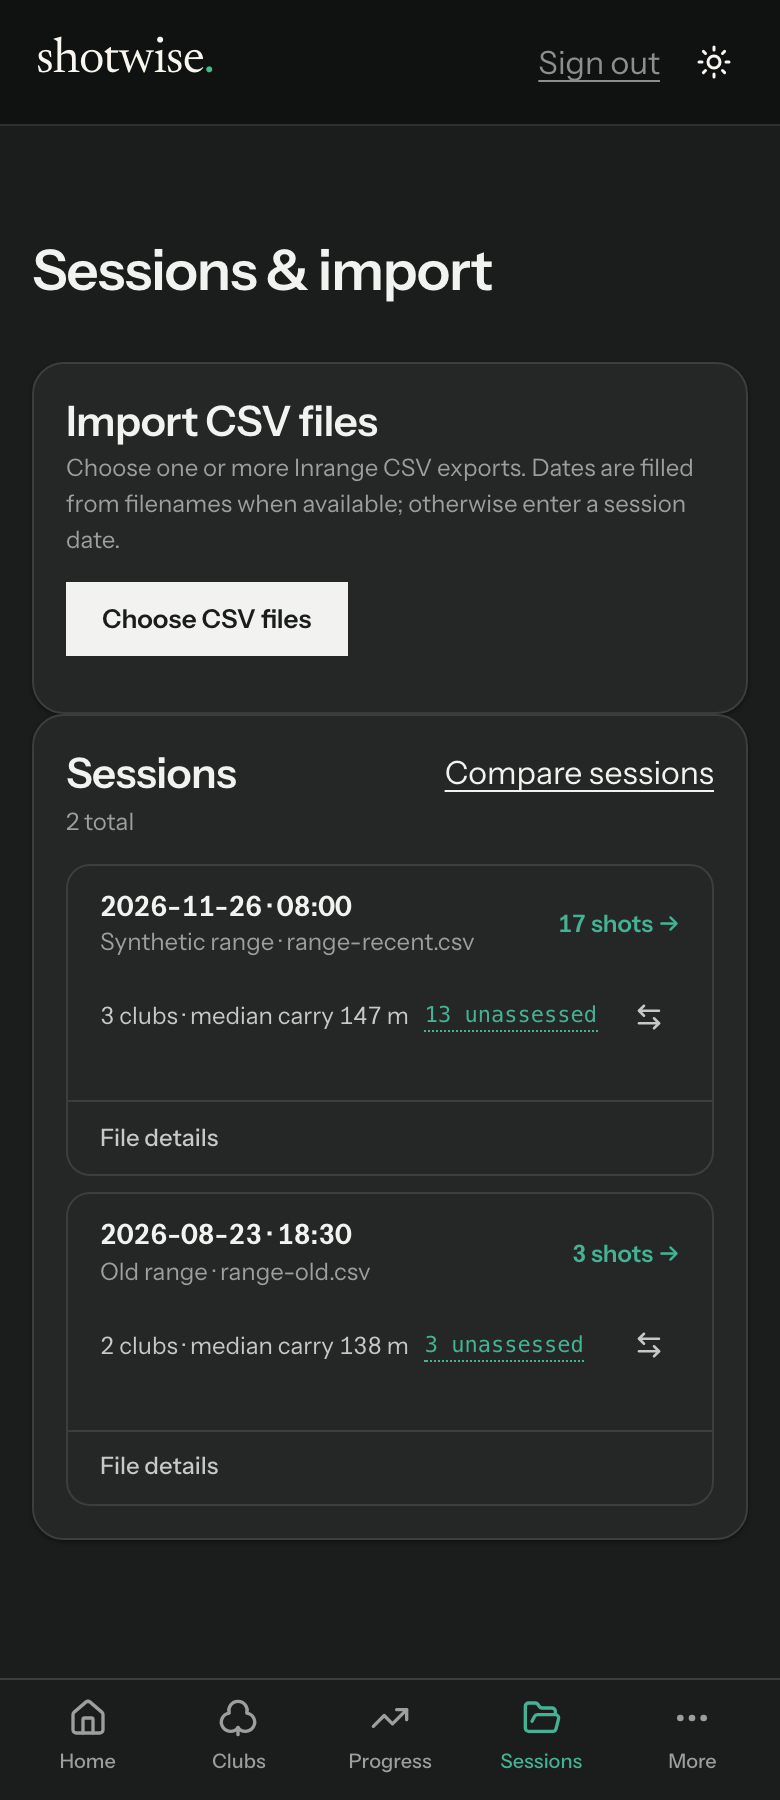 shotwise.
Sign out
Sessions & import
Import CSV files
Choose one or more Inrange CSV exports. Dates are filled
from filenames when available; otherwise enter a session
date.
Choose CSV files
Sessions
Compare sessions
2 total
2026-11-26 · 08:00
17 shots →
Synthetic range · range-recent.csv
3 clubs · median carry 147 m 13 unassessed
File details
2026-08-23 · 18:30
3 shots →
Old range · range-old.csv
2 clubs · median carry 138 m 3 unassessed
File details
Home
Clubs
Progress
Sessions
More